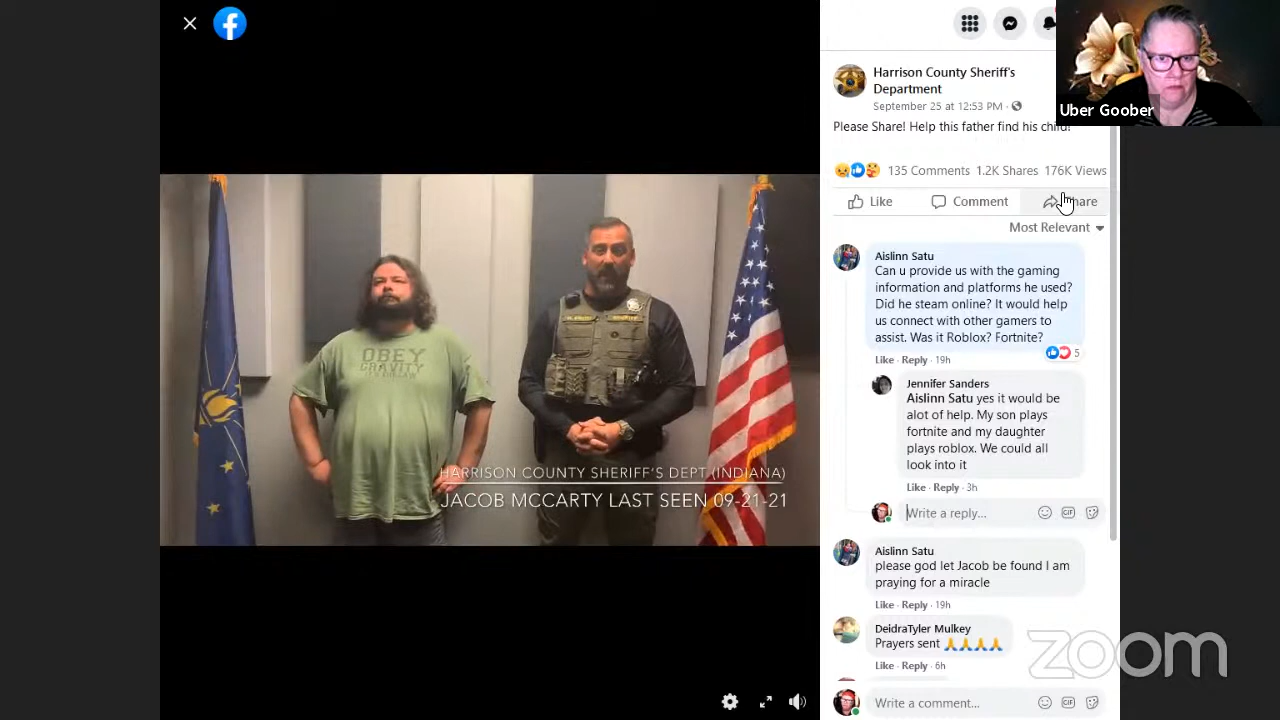 Uber Goober
Harrison County Sheriff's
Department
September 25 at 12:53 PM ·
Please Share! Help this father find his child!
135 Comments 1.2K Shares 176K Views
Like Comment Share
Most Relevant
Aislinn Satu
Can u provide us with the gaming
information and platforms he used?
Did he steam online? It would help
us connect with other gamers to
assist. Was it Roblox? Fortnite?
5
Like · Reply · 19h
Jennifer Sanders
Aislinn Satu yes it would be
alot of help. My son plays
fortnite and my daughter
plays roblox. We could all
look into it
Like · Reply · 3h
Write a reply...
GIF
Aislinn Satu
please god let Jacob be found I am
praying for a miracle
Like · Reply · 19h
DeidraTyler Mulkey
Prayers sent 🙏🙏🙏🙏
Like · Reply · 6h
Write a comment...
GIF
OBEY
GRAVITY
HARRISON COUNTY SHERIFF'S DEPT (INDIANA)
JACOB MCCARTY LAST SEEN 09-21-21
zoom